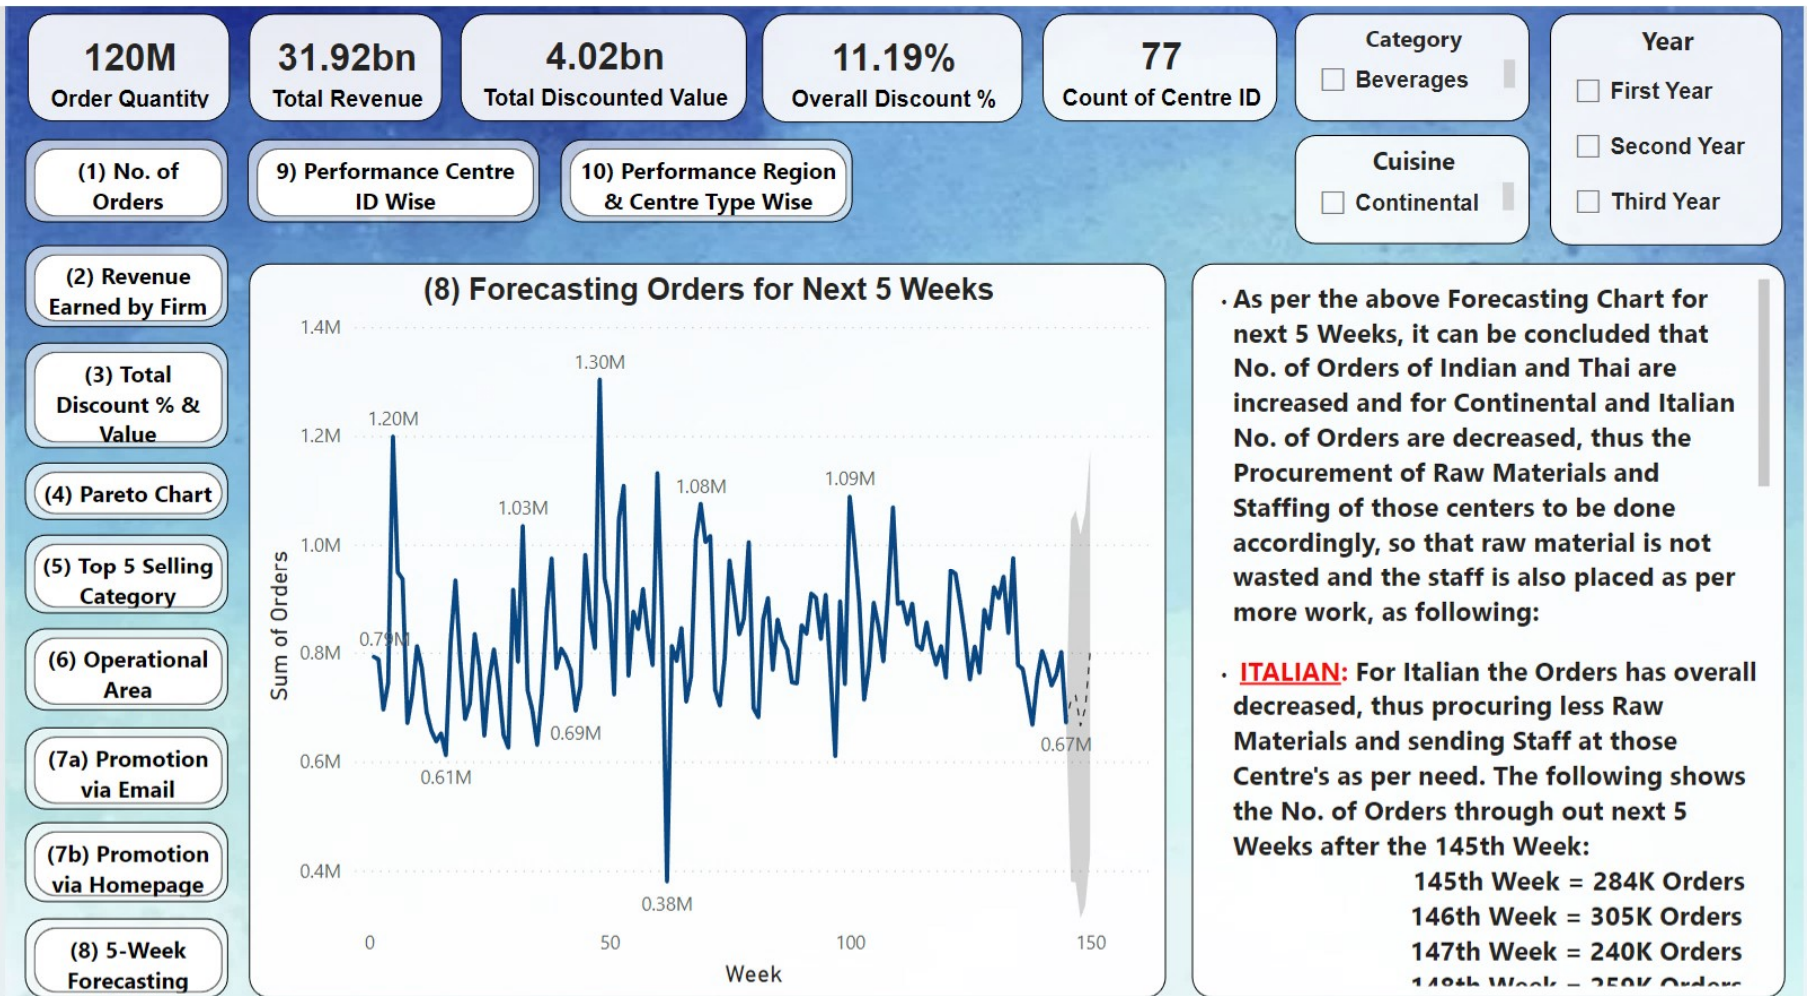 120M
Order Quantity
31.92bn
Total Revenue
4.02bn
Total Discounted Value
11.19%
Overall Discount %
77
Count of Centre ID
Category
Beverages
Year
First Year
Second Year
Third Year
Cuisine
Continental
(1) No. of
Orders
9) Performance Centre
ID Wise
10) Performance Region
& Centre Type Wise
(2) Revenue
Earned by Firm
(3) Total
Discount % &
Value
(4) Pareto Chart
(5) Top 5 Selling
Category
(6) Operational
Area
(7a) Promotion
via Email
(7b) Promotion
via Homepage
(8) 5-Week
Forecasting
(8) Forecasting Orders for Next 5 Weeks
Sum of Orders
1.4M
1.2M
1.0M
0.8M
0.6M
0.4M
0.79M
1.20M
0.61M
1.03M
0.69M
1.30M
0.38M
1.08M
1.09M
0.67M
0
50
100
150
Week
· As per the above Forecasting Chart for
next 5 Weeks, it can be concluded that
No. of Orders of Indian and Thai are
increased and for Continental and Italian
No. of Orders are decreased, thus the
Procurement of Raw Materials and
Staffing of those centers to be done
accordingly, so that raw material is not
wasted and the staff is also placed as per
more work, as following:
· ITALIAN: For Italian the Orders has overall
decreased, thus procuring less Raw
Materials and sending Staff at those
Centre's as per need. The following shows
the No. of Orders through out next 5
Weeks after the 145th Week:
145th Week = 284K Orders
146th Week = 305K Orders
147th Week = 240K Orders
148th Week = 259K Orders